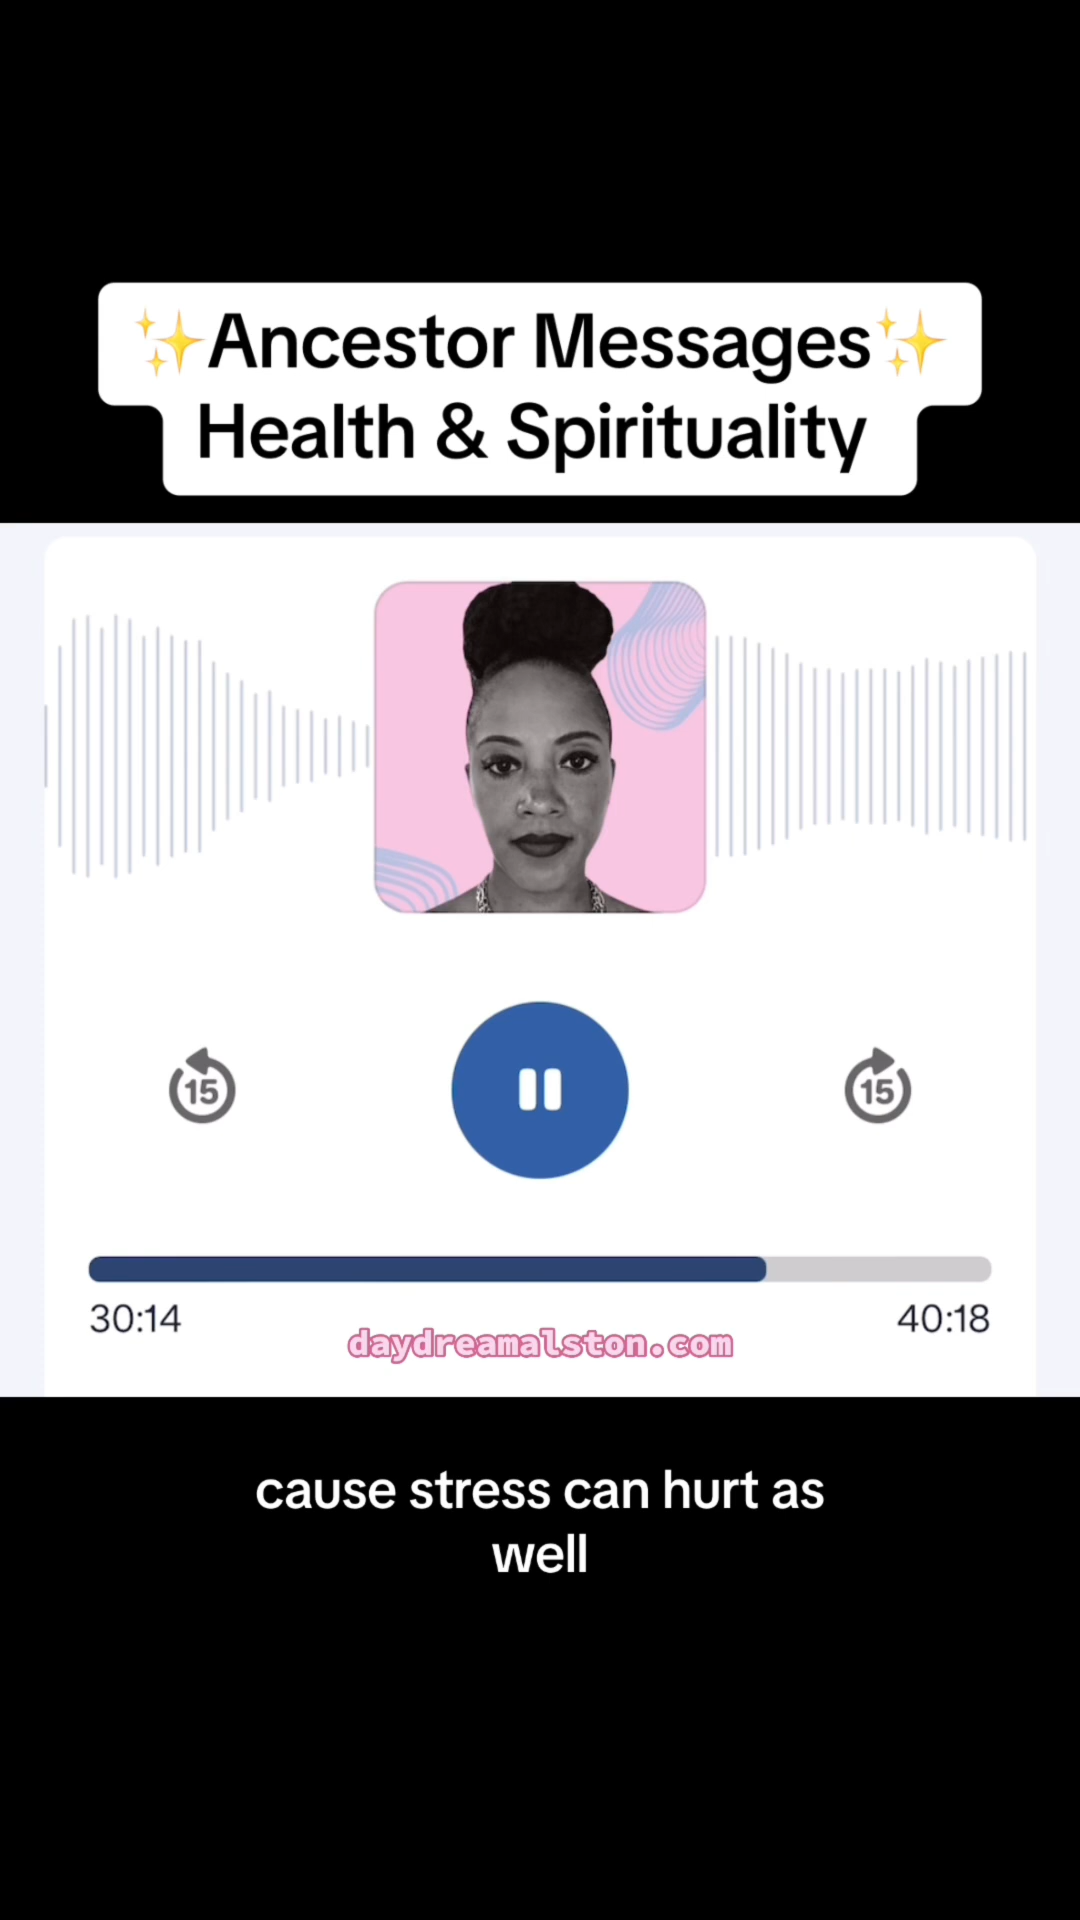 ✨Ancestor Messages✨
Health & Spirituality
15
15
30:14
40:18
daydreamalston.com
cause stress can hurt as
well